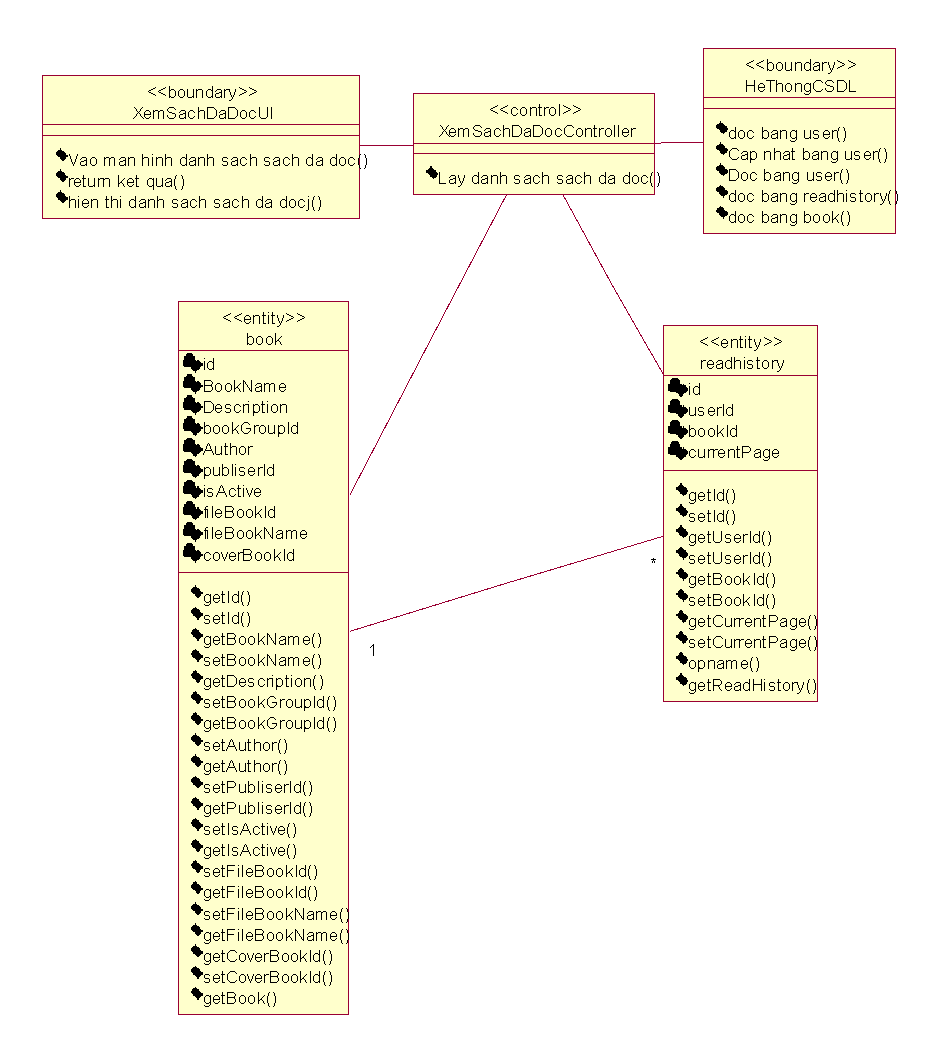 <<boundary>>
XemSachDaDocUI
Vao man hinh danh sach sach da doc()
return ket qua()
hien thi danh sach sach da docj()
<<control>>
XemSachDaDocController
Lay danh sach sach da doc()
<<boundary>>
HeThongCSDL
doc bang user()
Cap nhat bang user()
Doc bang user()
doc bang readhistory()
doc bang book()
<<entity>>
book
id
BookName
Description
bookGroupId
Author
publiserId
isActive
fileBookId
fileBookName
coverBookId
getId()
setId()
getBookName()
setBookName()
getDescription()
setBookGroupId()
getBookGroupId()
setAuthor()
getAuthor()
setPubliserId()
getPubliserId()
setIsActive()
getIsActive()
setFileBookId()
getFileBookId()
setFileBookName()
getFileBookName()
getCoverBookId()
setCoverBookId()
getBook()
1
*
<<entity>>
readhistory
id
userId
bookId
currentPage
getId()
setId()
getUserId()
setUserId()
getBookId()
setBookId()
getCurrentPage()
setCurrentPage()
opname()
getReadHistory()